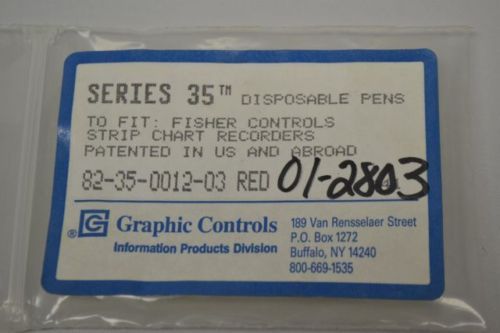 SERIES 35™ DISPOSABLE PENS
TO FIT: FISHER CONTROLS
STRIP CHART RECORDERS
PATENTED IN US AND ABROAD
82-35-0012-03 RED 01-2803
® G Graphic Controls
Information Products Division
189 Van Rensselaer Street
P.O. Box 1272
Buffalo, NY 14240
800-669-1535